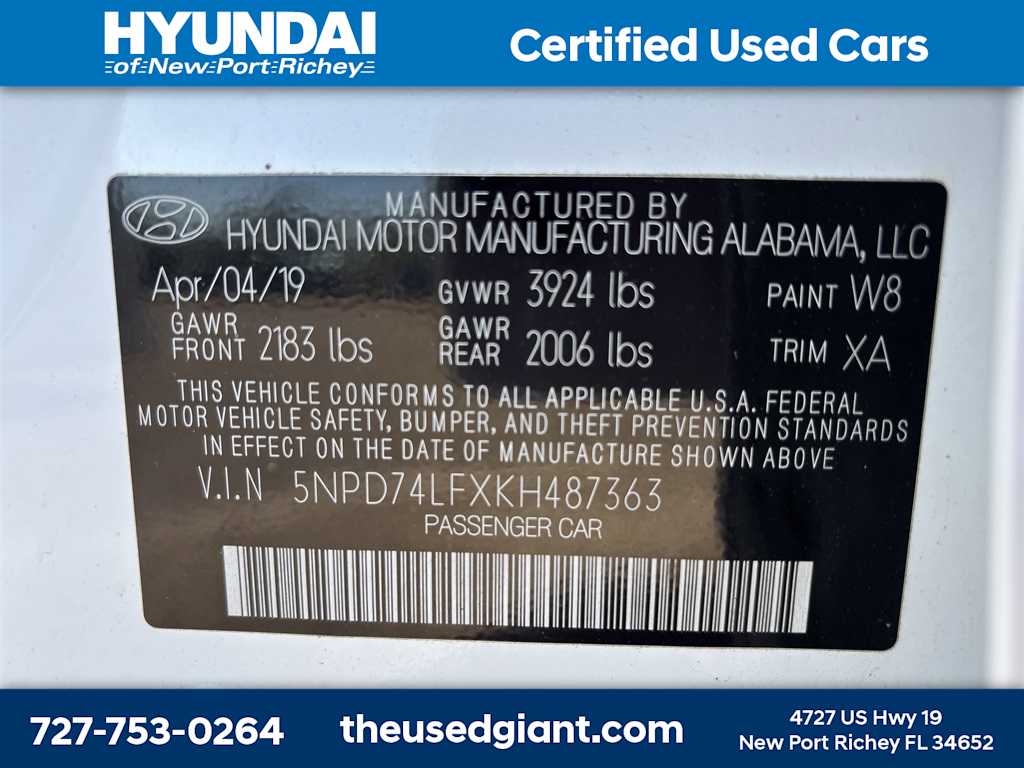 HYUNDAI
of New Port Richey
Certified Used Cars
MANUFACTURED BY
HYUNDAI MOTOR MANUFACTURING ALABAMA, LLC
Apr/04/19 GVWR 3924 lbs PAINT W8
GAWR FRONT 2183 lbs GAWR REAR 2006 lbs TRIM XA
THIS VEHICLE CONFORMS TO ALL APPLICABLE U.S.A. FEDERAL
MOTOR VEHICLE SAFETY, BUMPER, AND THEFT PREVENTION STANDARDS
IN EFFECT ON THE DATE OF MANUFACTURE SHOWN ABOVE
V.I.N 5NPD74LFXKH487363
PASSENGER CAR
727-753-0264
theusedgiant.com
4727 US Hwy 19
New Port Richey FL 34652